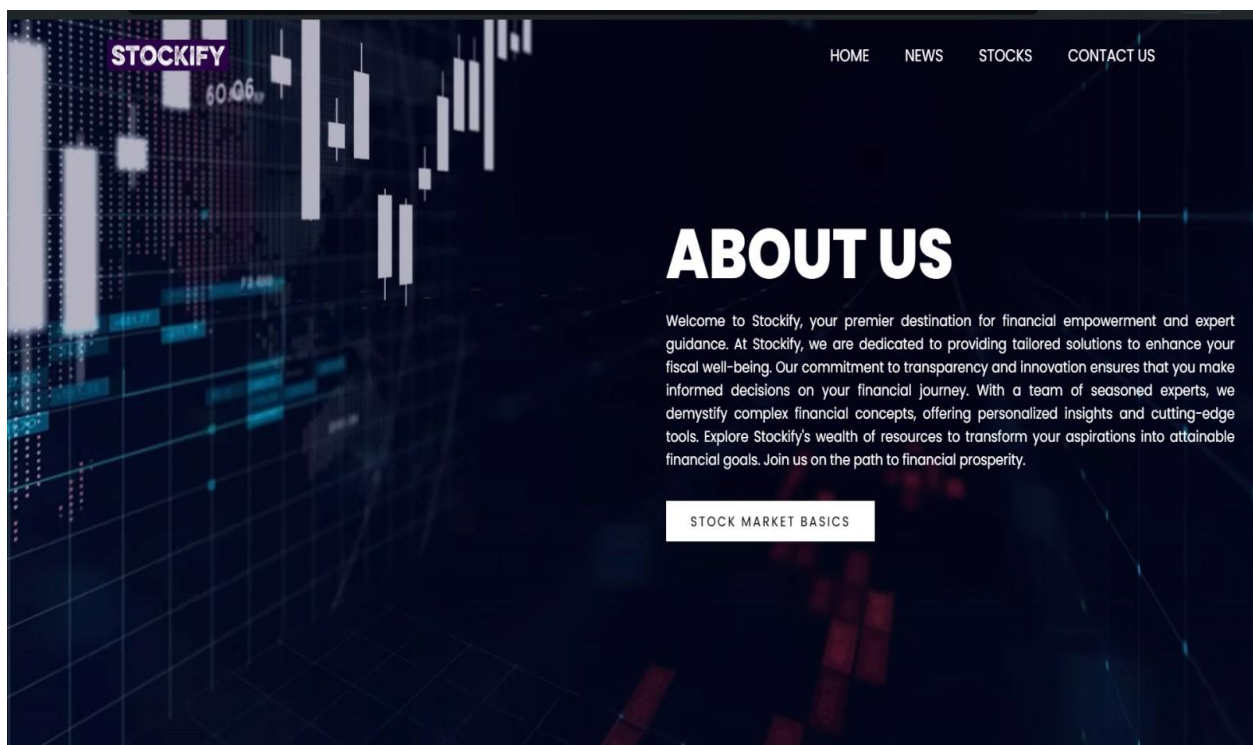 STOCKIFY
HOME NEWS STOCKS CONTACT US
60.06
ABOUT US
Welcome to Stockify, your premier destination for financial empowerment and expert
guidance. At Stockify, we are dedicated to providing tailored solutions to enhance your
fiscal well-being. Our commitment to transparency and innovation ensures that you make
informed decisions on your financial journey. With a team of seasoned experts, we
demystify complex financial concepts, offering personalized insights and cutting-edge
tools. Explore Stockify's wealth of resources to transform your aspirations into attainable
financial goals. Join us on the path to financial prosperity.
STOCK MARKET BASICS